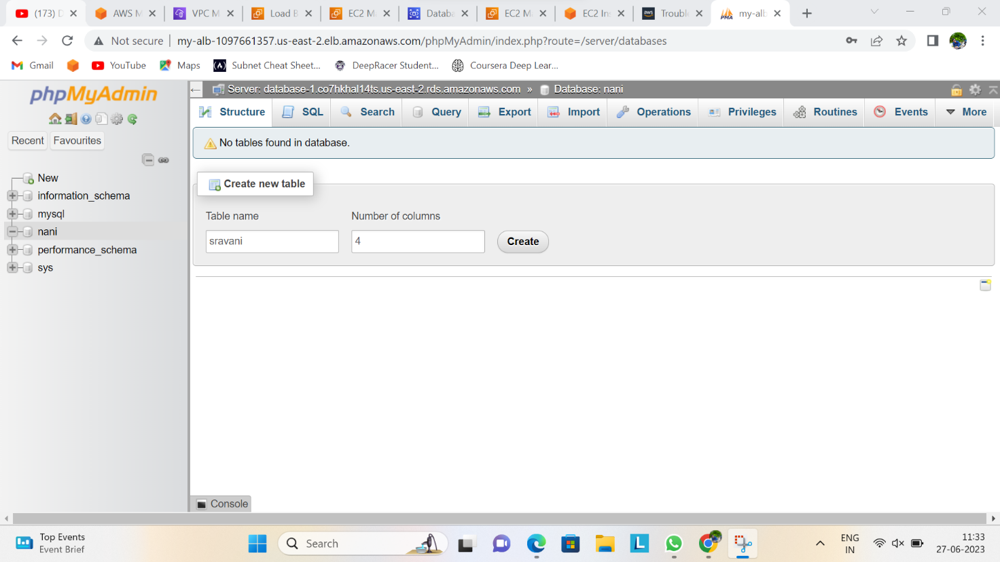 (173) D
AWS M
VPC M
Load B
EC2 M
Databa
EC2 M
EC2 In
aws
Troubl
PMA
my-alb
Not secure
my-alb-1097661357.us-east-2.elb.amazonaws.com/phpMyAdmin/index.php?route=/server/databases
Gmail
YouTube
Maps
Subnet Cheat Sheet...
DeepRacer Student...
Coursera Deep Lear...
phpMyAdmin
Recent
Favourites
New
information_schema
mysql
nani
performance_schema
sys
Server: database-1.co7hkhal14ts.us-east-2.rds.amazonaws.com » Database: nani
Structure
SQL
Search
Query
Export
Import
Operations
Privileges
Routines
Events
More
No tables found in database.
Create new table
Table name
Number of columns
sravani
4
Create
Console
Top Events
Event Brief
Search
L
ENG
IN
11:33
27-06-2023